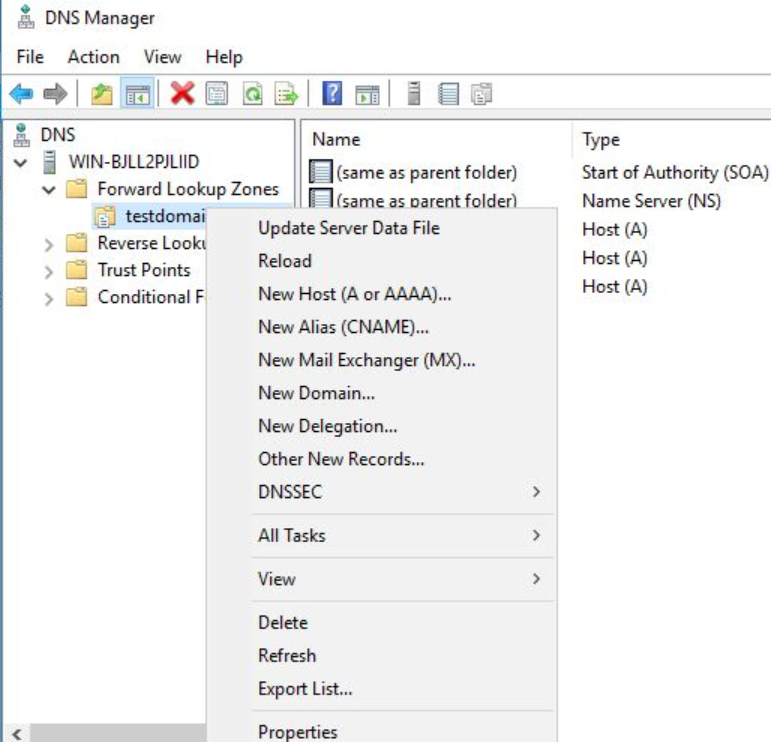 DNS Manager
File Action View Help
DNS
WIN-BJLL2PJLIID
Forward Lookup Zones
testdomai
Reverse Looku
Trust Points
Conditional F
Name Type
(same as parent folder) Start of Authority (SOA)
(same as parent folder) Name Server (NS)
Host (A)
Host (A)
Host (A)
Update Server Data File
Reload
New Host (A or AAAA)...
New Alias (CNAME)...
New Mail Exchanger (MX)...
New Domain...
New Delegation...
Other New Records...
DNSSEC
All Tasks
View
Delete
Refresh
Export List...
Properties